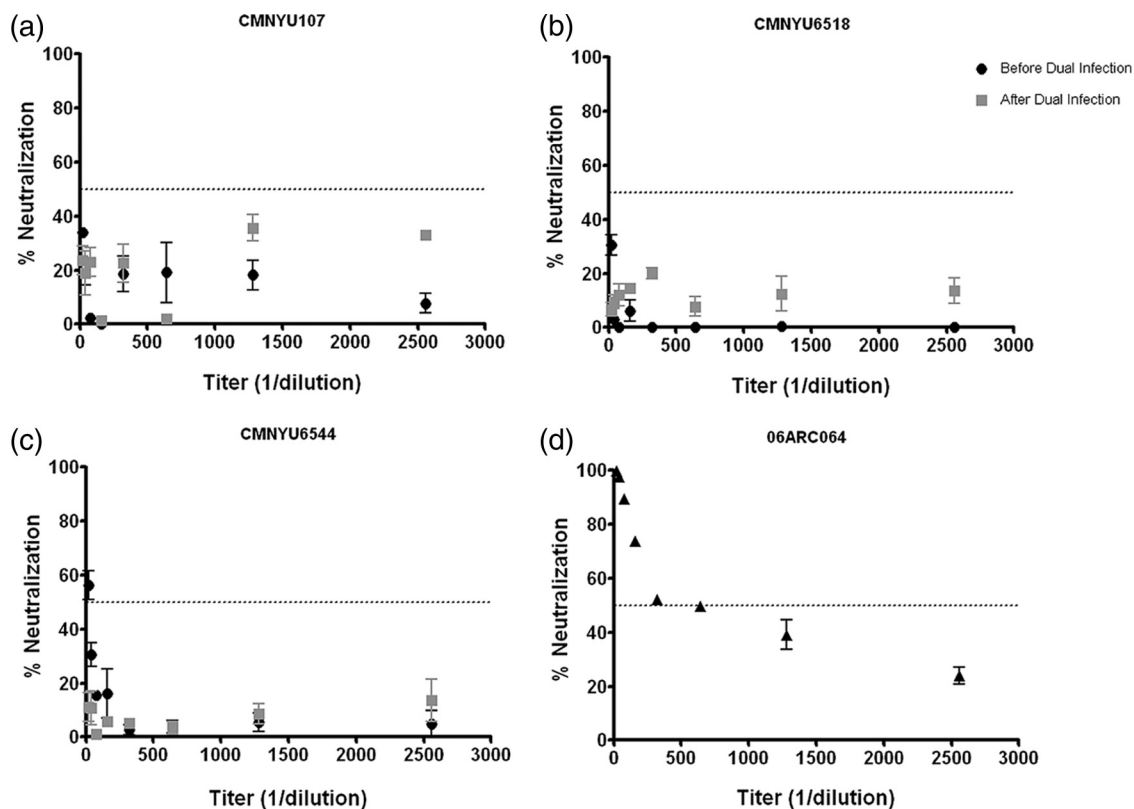 (a)
CMNYU107
100
80
60
40
20
0
% Neutralization
0 500 1000 1500 2000 2500 3000
Titer (1/dilution)
(b)
CMNYU6518
100
80
60
40
20
0
% Neutralization
0 500 1000 1500 2000 2500 3000
Titer (1/dilution)
Before Dual Infection
After Dual Infection
(c)
CMNYU6544
100
80
60
40
20
0
% Neutralization
0 500 1000 1500 2000 2500 3000
Titer (1/dilution)
(d)
06ARC064
100
80
60
40
20
0
% Neutralization
0 500 1000 1500 2000 2500 3000
Titer (1/dilution)